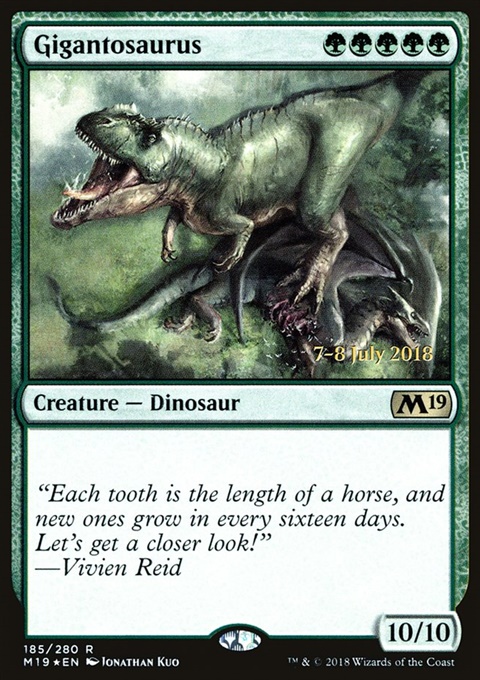 Gigantosaurus
7–8 July 2018
Creature — Dinosaur
M19
“Each tooth is the length of a horse, and
new ones grow in every sixteen days.
Let’s get a closer look!”
—Vivien Reid
10/10
185/280 R
M19★EN Jonathan Kuo
™ & © 2018 Wizards of the Coast